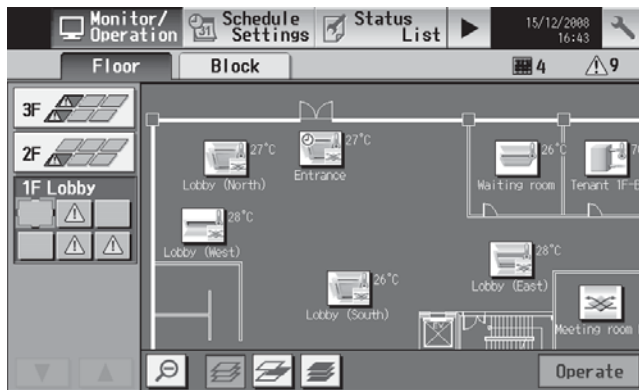 Monitor/
Operation
31
Schedule
Settings
Status
List
15/12/2008
16:43
Floor
Block
4
9
3F
2F
1F Lobby
27°C
Lobby (North)
27°C
Entrance
26°C
Waiting room
Tenant 1F-E
28°C
Lobby (West)
26°C
Lobby (South)
28°C
Lobby (East)
Meeting room
EV
Operate